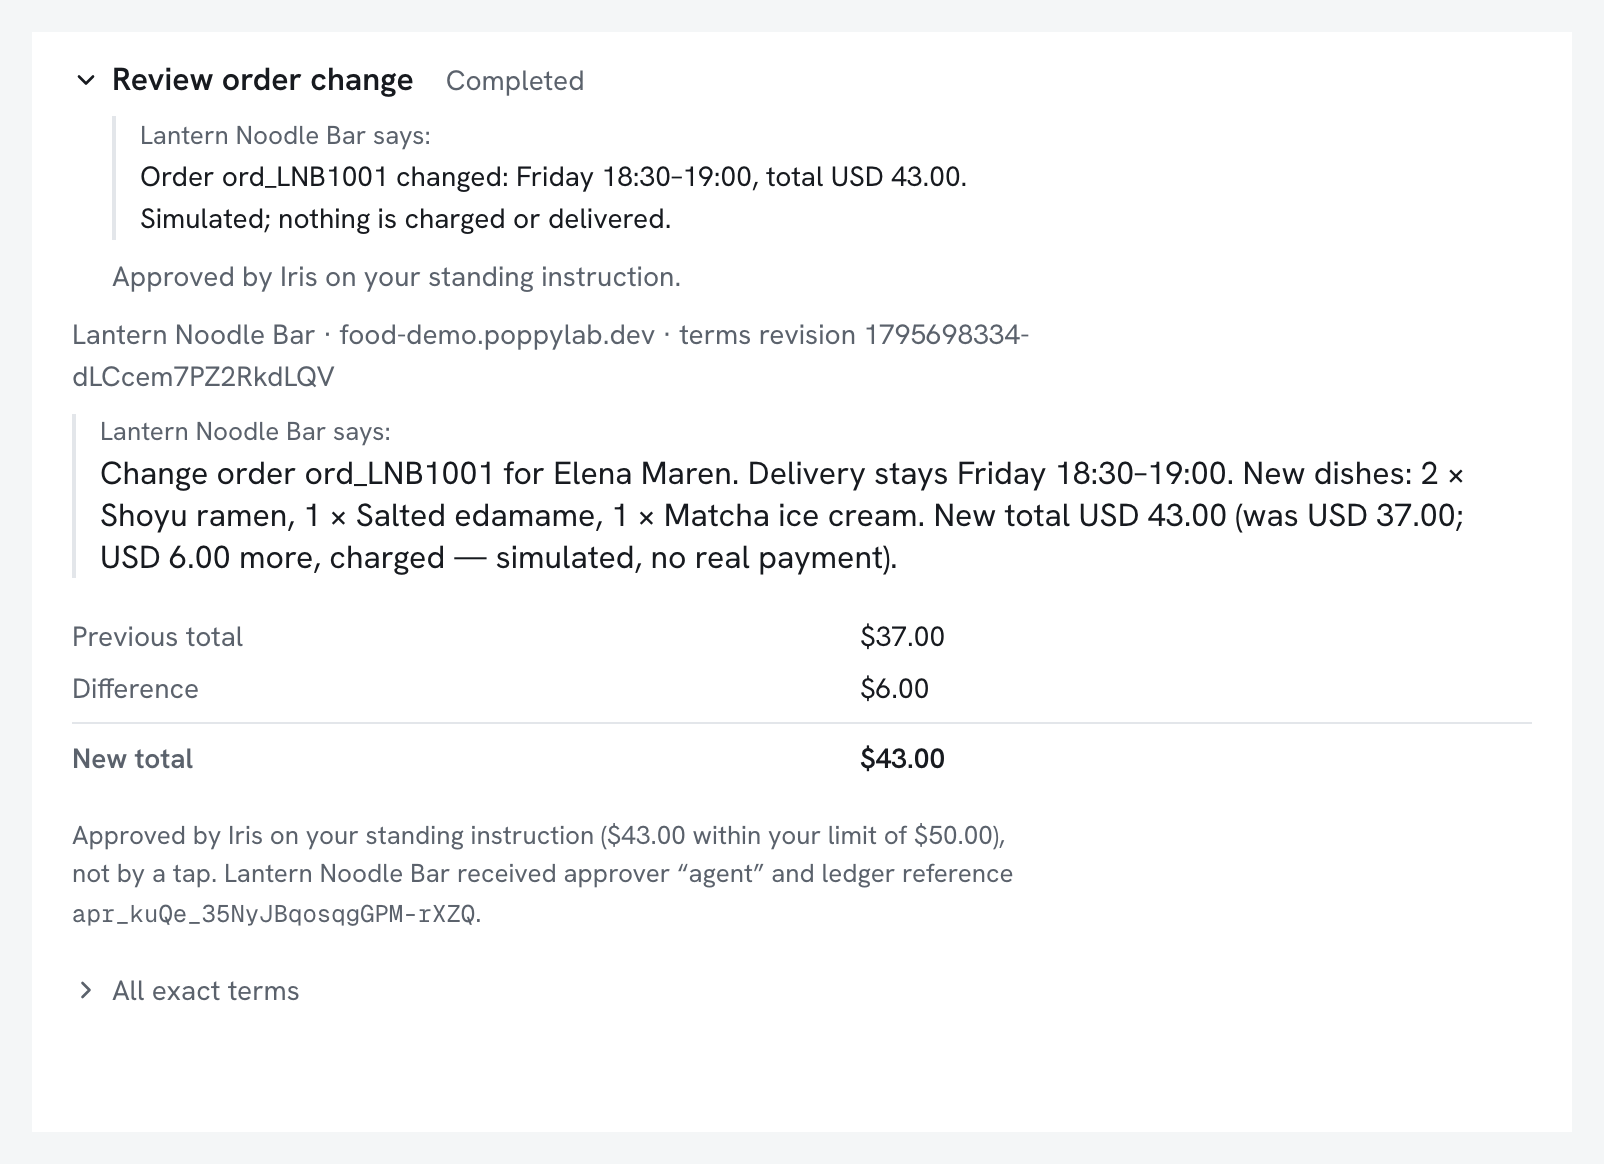 Review order change Completed
Lantern Noodle Bar says:
Order ord_LNB1001 changed: Friday 18:30–19:00, total USD 43.00.
Simulated; nothing is charged or delivered.
Approved by Iris on your standing instruction.
Lantern Noodle Bar · food-demo.poppylab.dev · terms revision 1795698334-
dLCcem7PZ2RkdLQV
Lantern Noodle Bar says:
Change order ord_LNB1001 for Elena Maren. Delivery stays Friday 18:30–19:00. New dishes: 2 ×
Shoyu ramen, 1 × Salted edamame, 1 × Matcha ice cream. New total USD 43.00 (was USD 37.00;
USD 6.00 more, charged — simulated, no real payment).
Previous total $37.00
Difference $6.00
New total $43.00
Approved by Iris on your standing instruction ($43.00 within your limit of $50.00),
not by a tap. Lantern Noodle Bar received approver “agent” and ledger reference
apr_kuQe_35NyJBqosqgGPM-rXZQ.
All exact terms